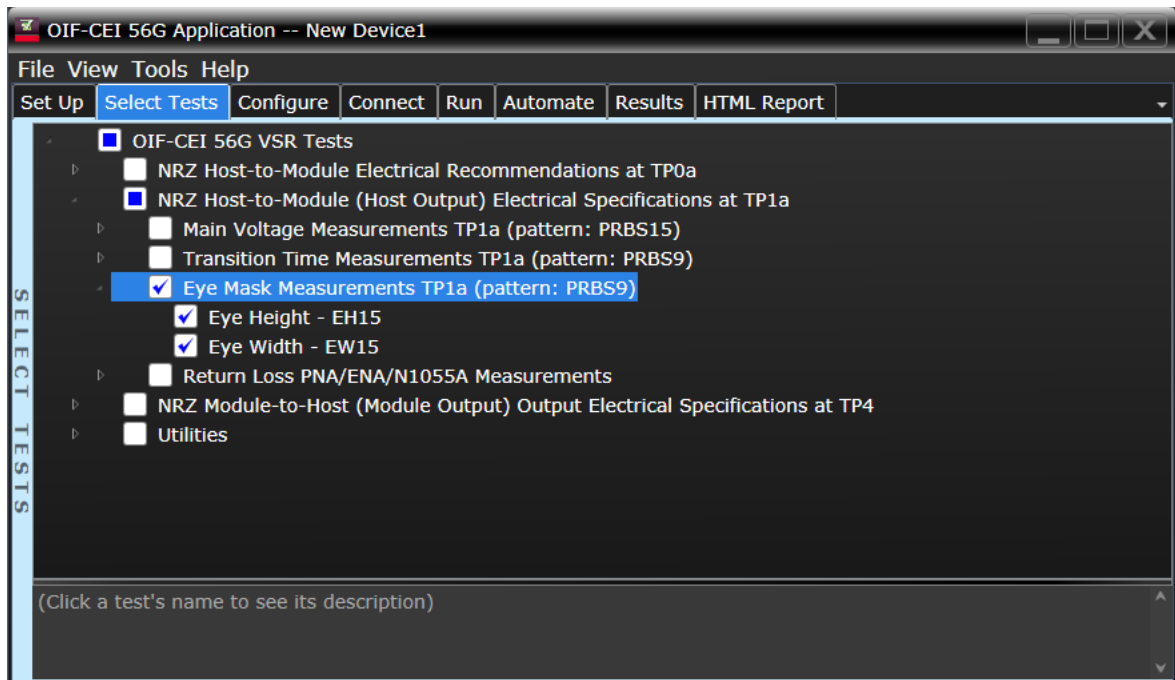 OIF-CEI 56G Application -- New Device1
File View Tools Help
Set Up Select Tests Configure Connect Run Automate Results HTML Report
SELECT TESTS
OIF-CEI 56G VSR Tests
NRZ Host-to-Module Electrical Recommendations at TP0a
NRZ Host-to-Module (Host Output) Electrical Specifications at TP1a
Main Voltage Measurements TP1a (pattern: PRBS15)
Transition Time Measurements TP1a (pattern: PRBS9)
Eye Mask Measurements TP1a (pattern: PRBS9)
Eye Height - EH15
Eye Width - EW15
Return Loss PNA/ENA/N1055A Measurements
NRZ Module-to-Host (Module Output) Output Electrical Specifications at TP4
Utilities
(Click a test's name to see its description)